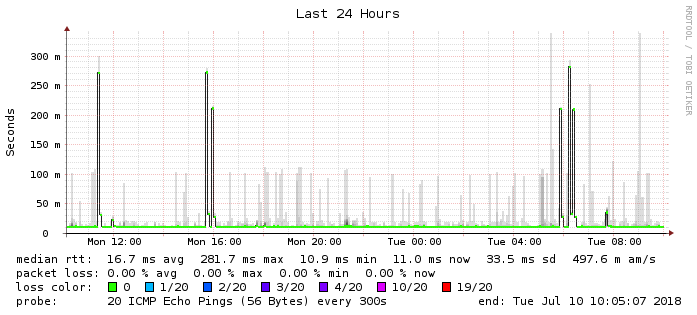 Last 24 Hours
RRDTOOL / TOBI OETIKER
Seconds
300 m
250 m
200 m
150 m
100 m
50 m
0
Mon 12:00 Mon 16:00 Mon 20:00 Tue 00:00 Tue 04:00 Tue 08:00
median rtt: 16.7 ms avg 281.7 ms max 10.9 ms min 11.0 ms now 33.5 ms sd 497.6 m am/s
packet loss: 0.00 % avg 0.00 % max 0.00 % min 0.00 % now
loss color: 0 1/20 2/20 3/20 4/20 10/20 19/20
probe: 20 ICMP Echo Pings (56 Bytes) every 300s end: Tue Jul 10 10:05:07 2018